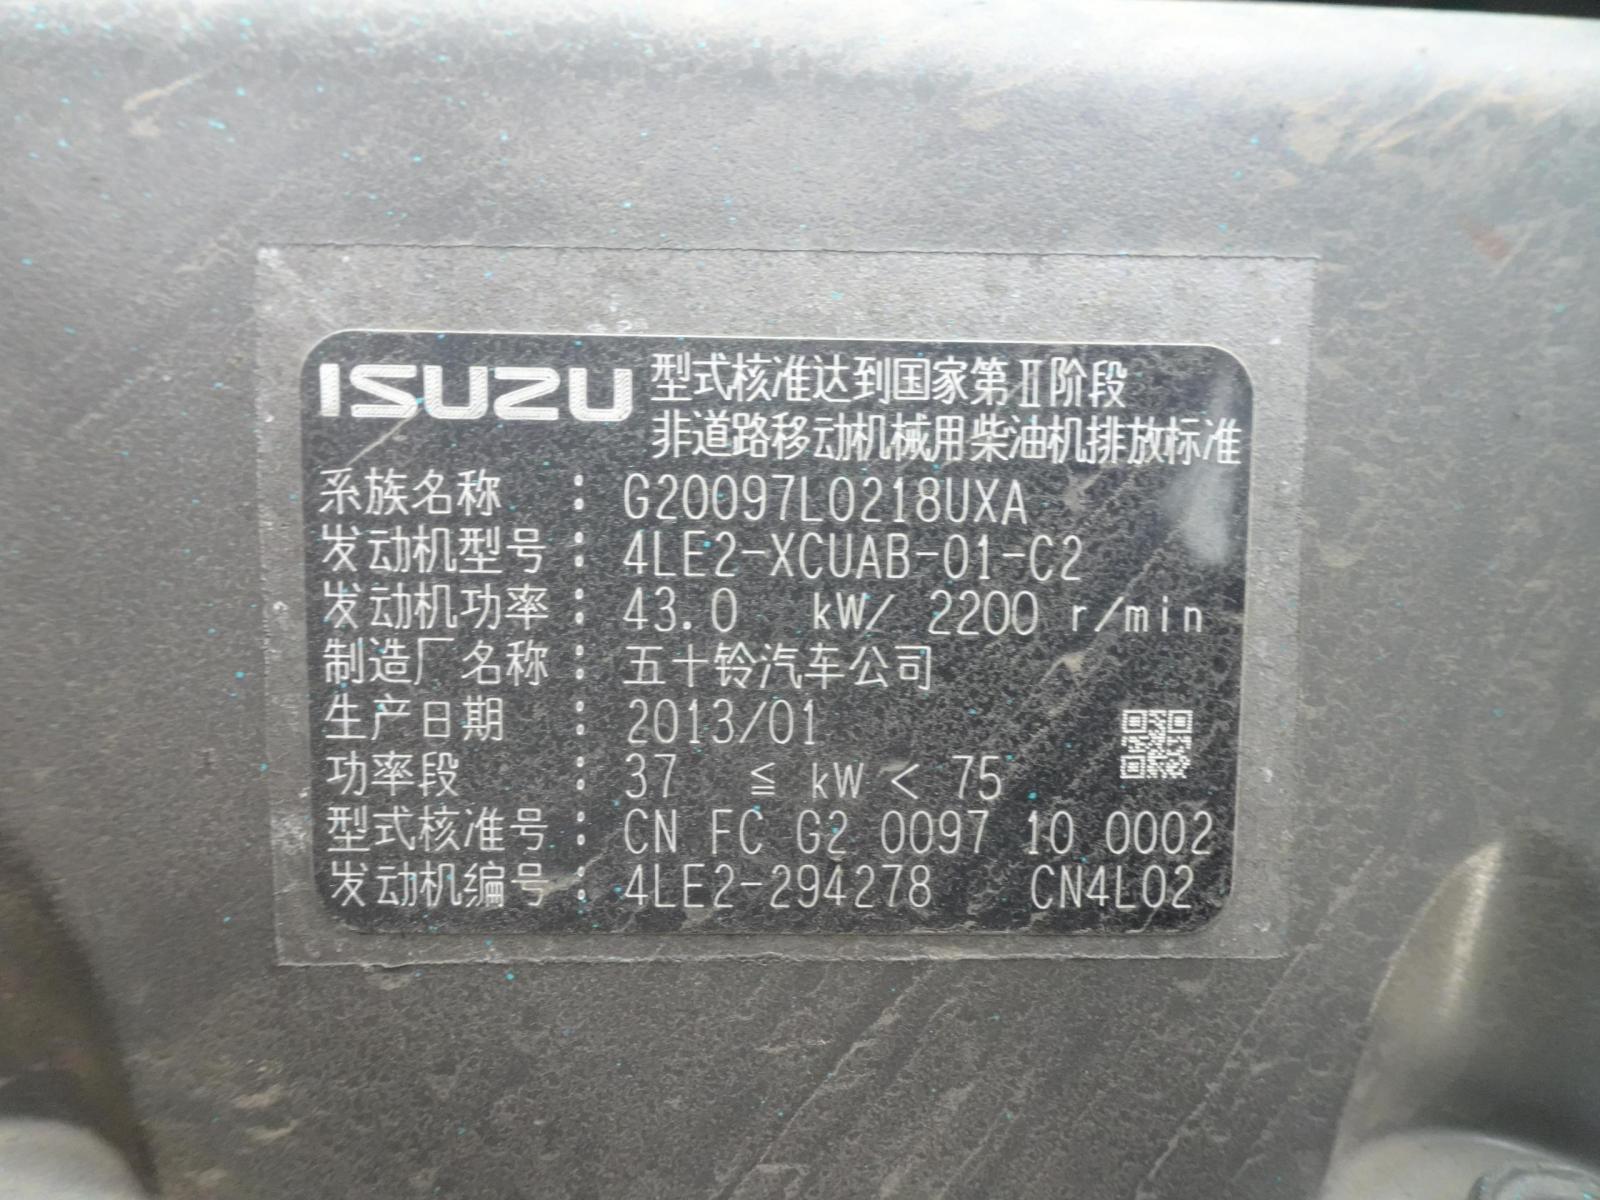 ISUZU 型式核准达到国家第Ⅱ阶段
非道路移动机械用柴油机排放标准
系族名称 : G20097L0218UXA
发动机型号 : 4LE2-XCUAB-01-C2
发动机功率 : 43.0 kW/ 2200 r/min
制造厂名称 : 五十铃汽车公司
生产日期 : 2013/01
功率段 : 37 ≦ kW < 75
型式核准号 : CN FC G2 0097 10 0002
发动机编号 : 4LE2-294278 CN4L02